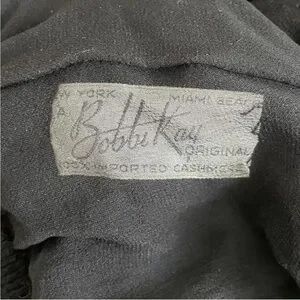 NEW YORK MIAMI BEACH
A Bobbi Kay ORIGINAL
100% IMPORTED CASHMERE